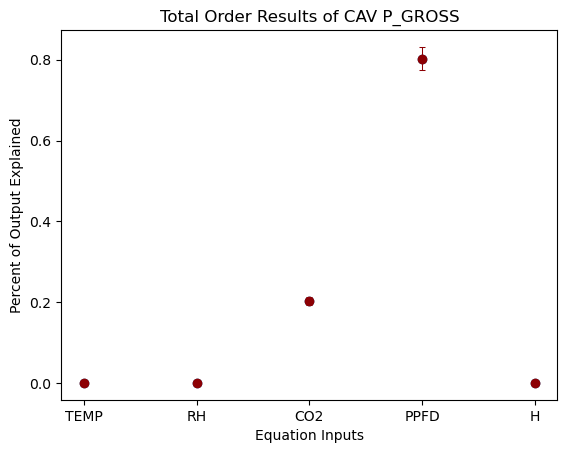 Total Order Results of CAV P_GROSS
Percent of Output Explained
0.8
0.6
0.4
0.2
0.0
TEMP RH CO2 PPFD H
Equation Inputs